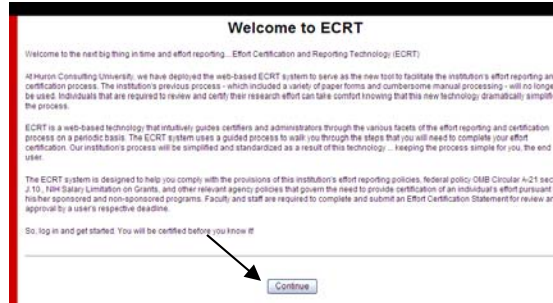 Welcome to ECRT
Welcome to the next big thing in time and effort reporting... Effort Certification and Reporting Technology (ECRT)
At Huron Consulting University, we have deployed the web-based ECRT system to serve as the new tool to facilitate the institution's effort reporting an
certification process. The institution's previous process - which included a variety of paper forms and cumbersome manual processing - will no longe
be used. Individuals that are required to review and certify their research effort can take comfort knowing that this new technology dramatically simplifi
the process.
ECRT is a web-based technology that intuitively guides certifiers and administrators through the various facets of the effort reporting and certification
process on a periodic basis. The ECRT system uses a guided process to walk you through the steps that you will need to complete your effort
certification. Our institution's process will be simplified and standardized as a result of this technology ... keeping the process simple for you, the end
user.
The ECRT system is designed to help you comply with the provisions of this institution's effort reporting policies, federal policy OMB Circular A-21 sec
J.10., NIH Salary Limitation on Grants, and other relevant agency policies that govern the need to provide certification of an individual's effort pursuant
his/her sponsored and non-sponsored programs. Faculty and staff are required to complete and submit an Effort Certification Statement for review an
approval by a user's respective deadline.
So, log in and get started. You will be certified before you know it!
Continue